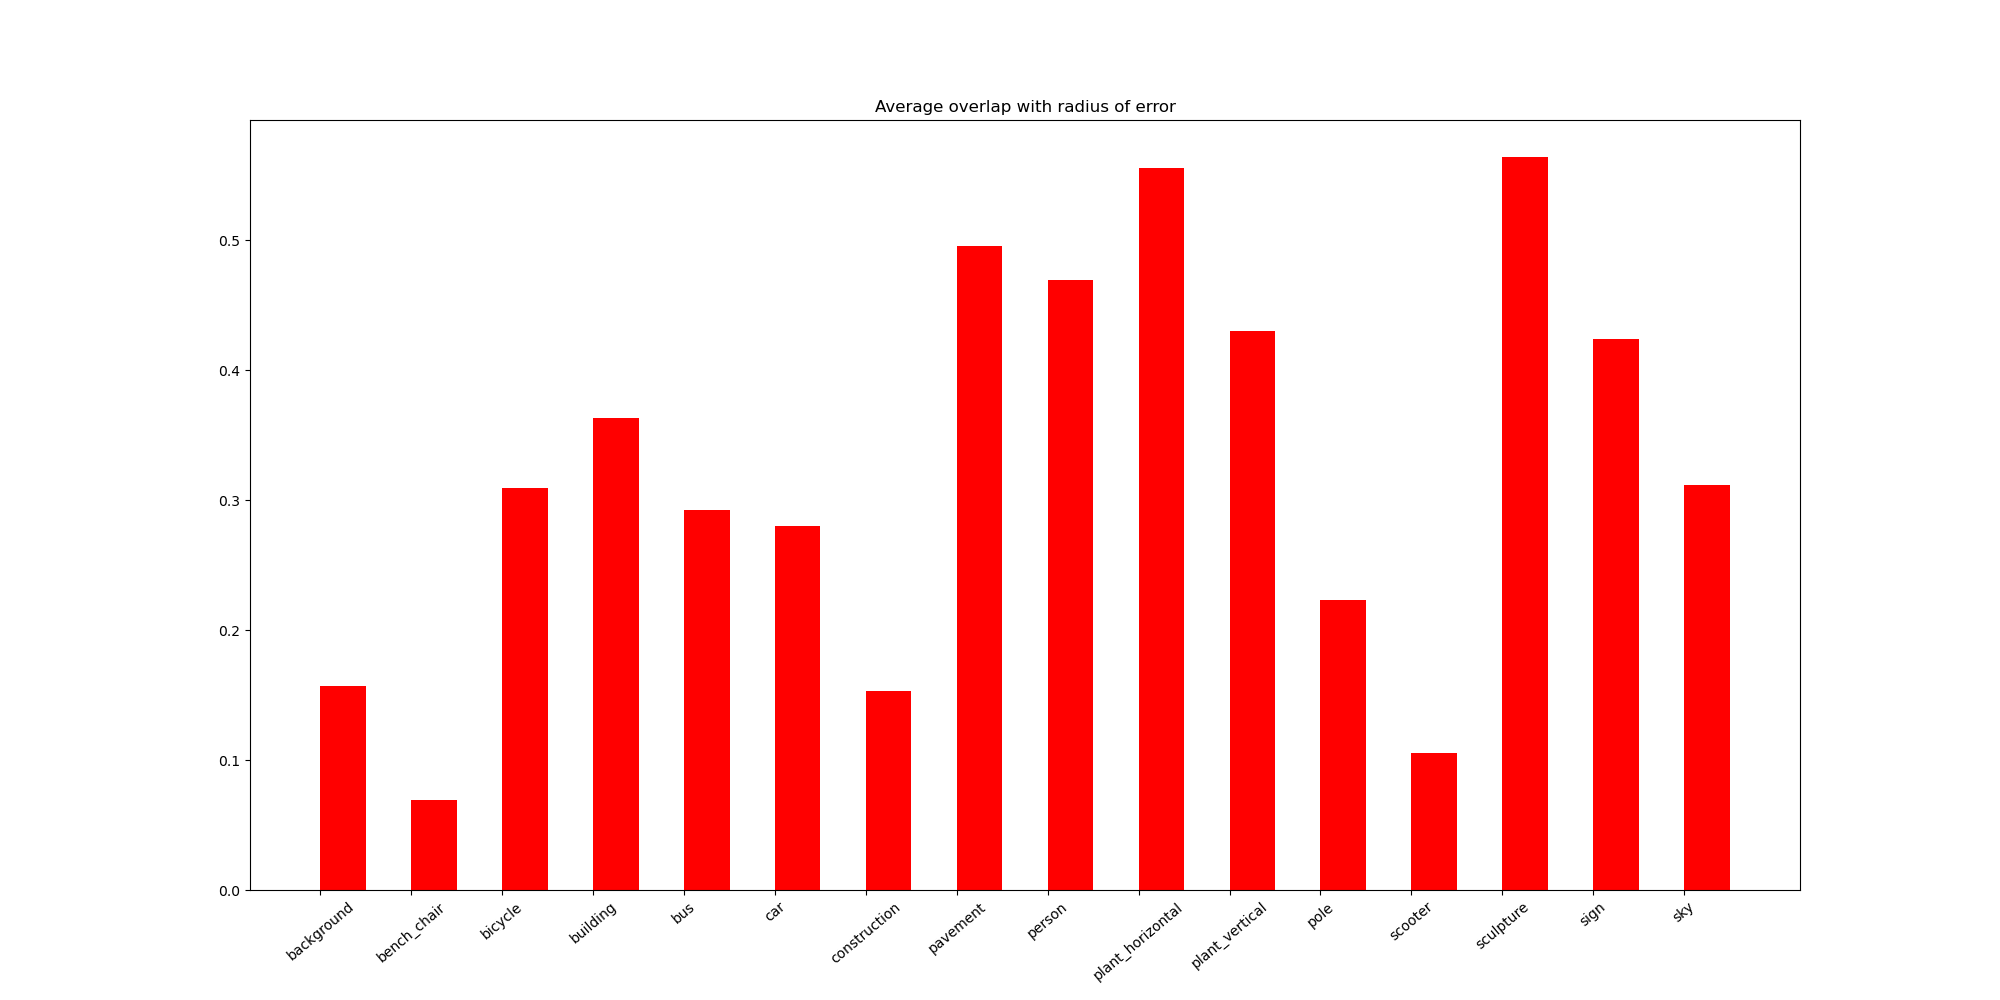 Average overlap with radius of error
0.5
0.4
0.3
0.2
0.1
0.0
background
bench_chair
bicycle
building
bus
car
construction
pavement
person
plant_horizontal
plant_vertical
pole
scooter
sculpture
sign
sky